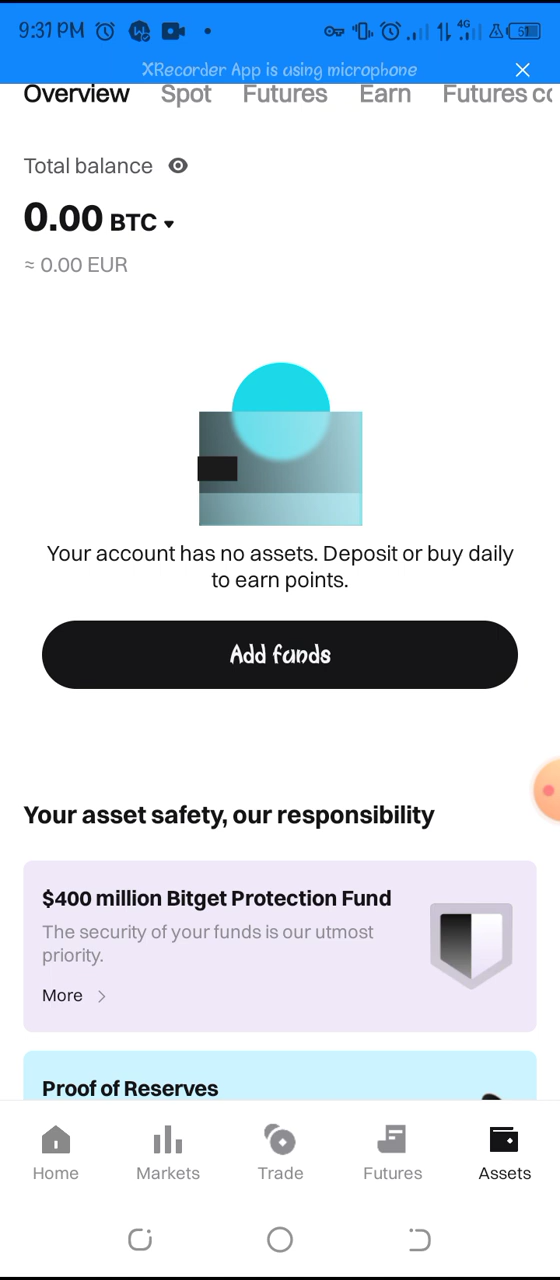 9:31 PM
4G
51
XRecorder App is using microphone
Overview Spot Futures Earn Futures co
Total balance
0.00 BTC
≈ 0.00 EUR
Your account has no assets. Deposit or buy daily
to earn points.
Add funds
Your asset safety, our responsibility
$400 million Bitget Protection Fund
The security of your funds is our utmost
priority.
More
Proof of Reserves
Home Markets Trade Futures Assets